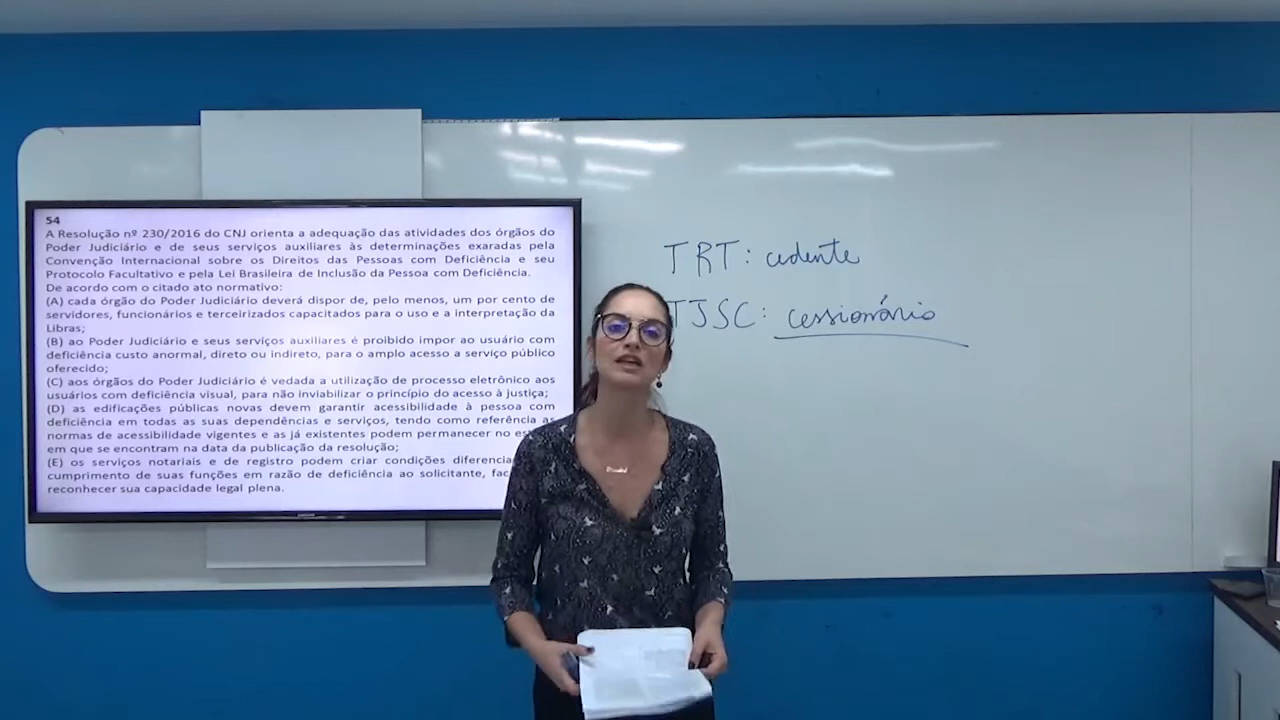 54
A Resolução nº 230/2016 do CNJ orienta a adequação das atividades dos órgãos do
Poder Judiciário e de seus serviços auxiliares às determinações exaradas pela
Convenção Internacional sobre os Direitos das Pessoas com Deficiência e seu
Protocolo Facultativo e pela Lei Brasileira de Inclusão da Pessoa com Deficiência.
De acordo com o citado ato normativo:
(A) cada órgão do Poder Judiciário deverá dispor de, pelo menos, um por cento de
servidores, funcionários e terceirizados capacitados para o uso e a interpretação da
Libras;
(B) ao Poder Judiciário e seus serviços auxiliares é proibido impor ao usuário com
deficiência custo anormal, direto ou indireto, para o amplo acesso a serviço público
oferecido;
(C) aos órgãos do Poder Judiciário é vedada a utilização de processo eletrônico aos
usuários com deficiência visual, para não inviabilizar o princípio do acesso à justiça;
(D) as edificações públicas novas devem garantir acessibilidade à pessoa com
deficiência em todas as suas dependências e serviços, tendo como referência as
normas de acessibilidade vigentes e as já existentes podem permanecer no
em que se encontram na data da publicação da resolução;
(E) os serviços notariais e de registro podem criar condições
cumprimento de suas funções em razão de deficiência ao solicitante,
reconhecer sua capacidade legal plena.
TRT: cedente
TJSC: cessionário